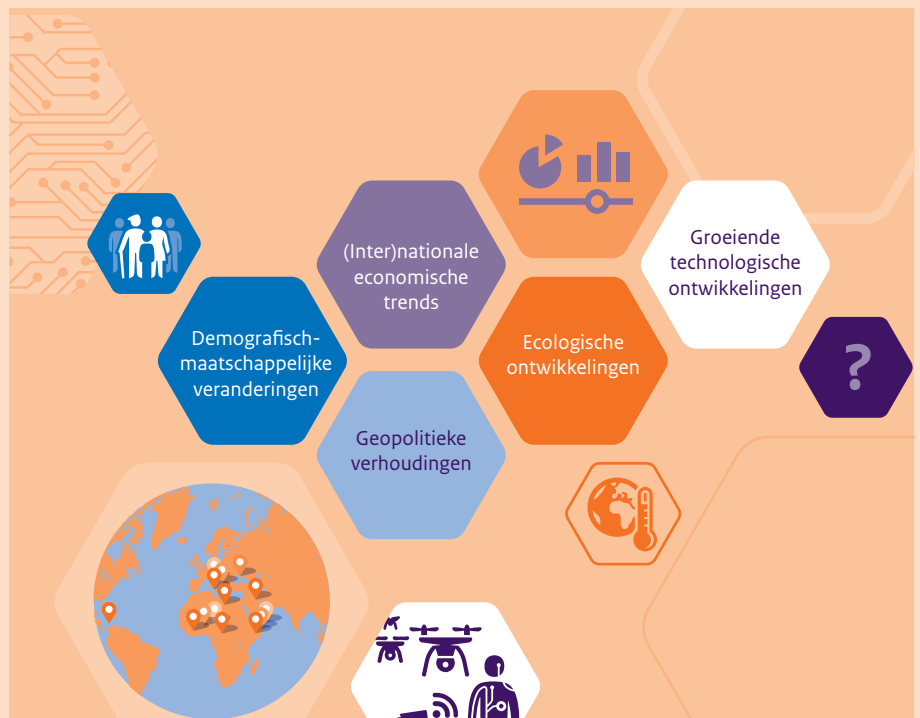 (Inter)nationale
economische
trends
Groeiende
technologische
ontwikkelingen
Demografisch-
maatschappelijke
veranderingen
Ecologische
ontwikkelingen
?
Geopolitieke
verhoudingen